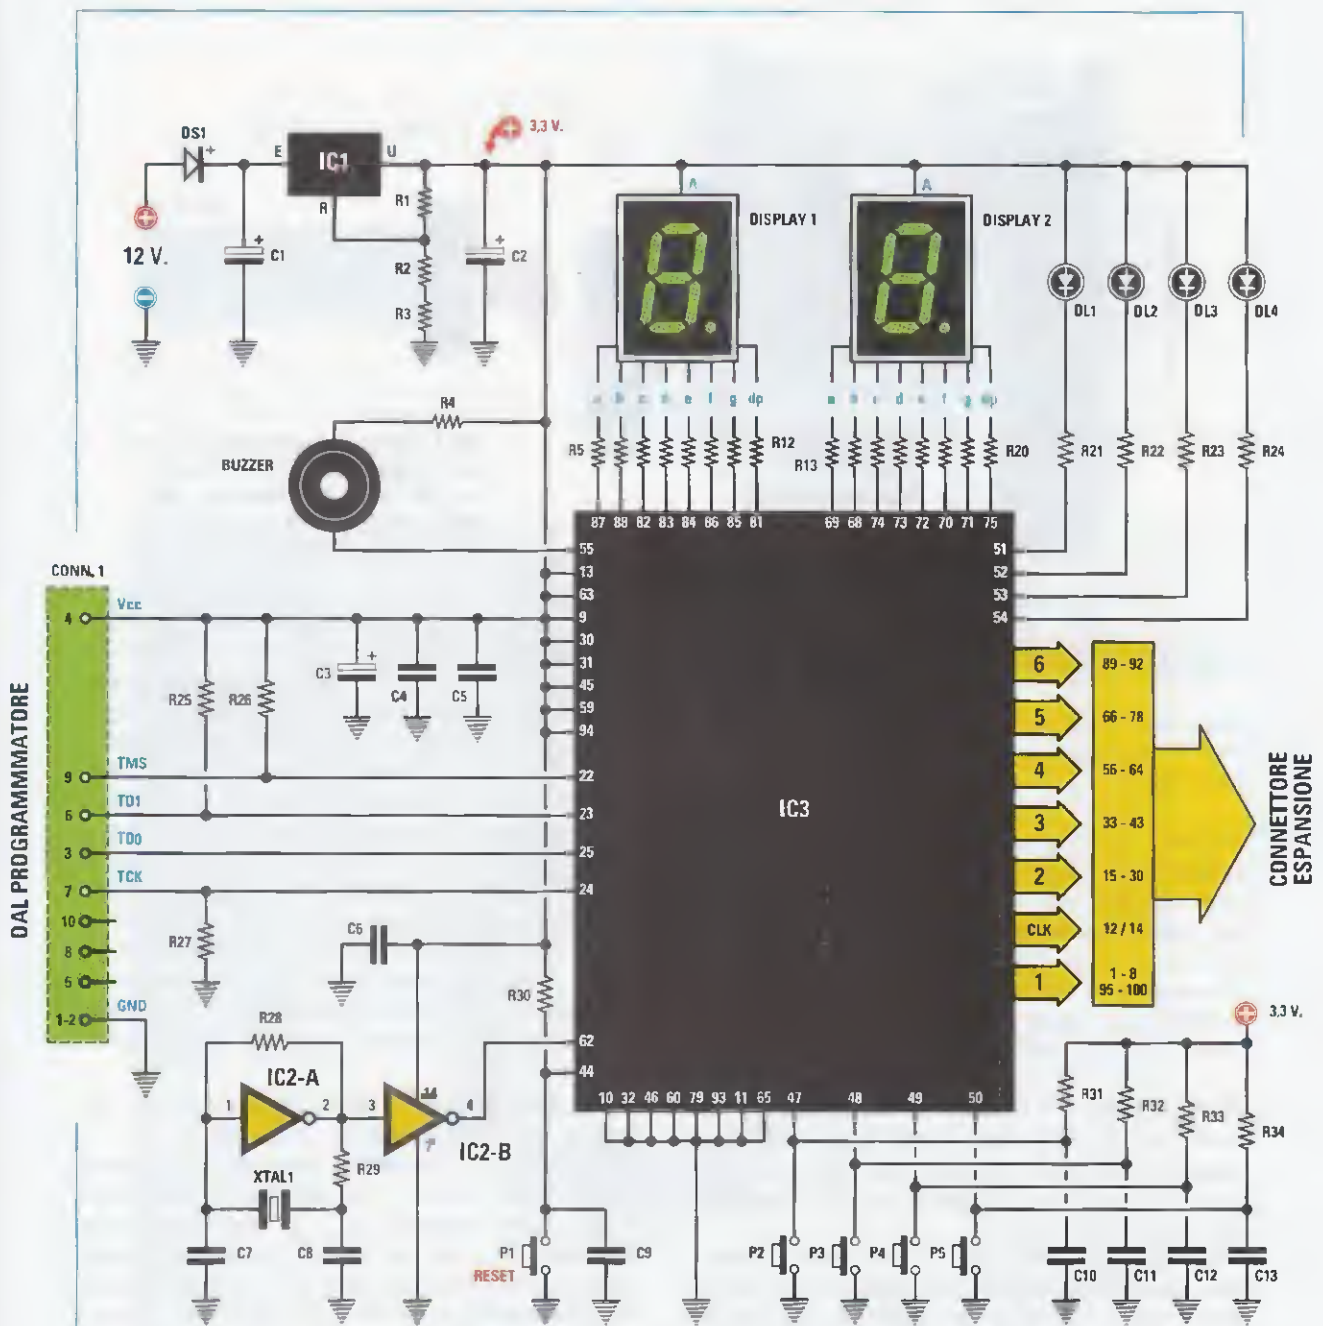 DS1
+
E
IC1
U
R
3,3 V.
R1
R2
R3
12 V.
+
C1
+
C2
A
DISPLAY 1
A
DISPLAY 2
DL1
DL2
DL3
DL4
R4
BUZZER
c
e
f
g
dp
a
d
f
g
dp
R5
R12
R13
R20
R21
R22
R23
R24
87
88
82
83
84
86
85
81
69
68
74
73
72
70
71
75
55
13
63
9
30
31
45
59
94
22
23
25
24
62
44
51
52
53
54
IC3
CONN. 1
DAL PROGRAMMATORE
4
Vcc
9
TMS
6
TD1
3
TD0
7
TCK
10
8
5
1-2
GND
R25
R26
C3
+
C4
C5
R27
C6
R30
R28
IC2-A
1
2
3
14
4
7
IC2-B
XTAL1
R29
C7
C8
P1
RESET
C9
10
32
46
60
79
93
11
65
47
48
49
50
6
89 - 92
5
66 - 78
4
56 - 64
3
33 - 43
2
15 - 30
CLK
12 / 14
1
1 - 8
95 - 100
CONNETTORE
ESPANSIONE
3,3 V.
R31
R32
R33
R34
P2
P3
P4
P5
C10
C11
C12
C13